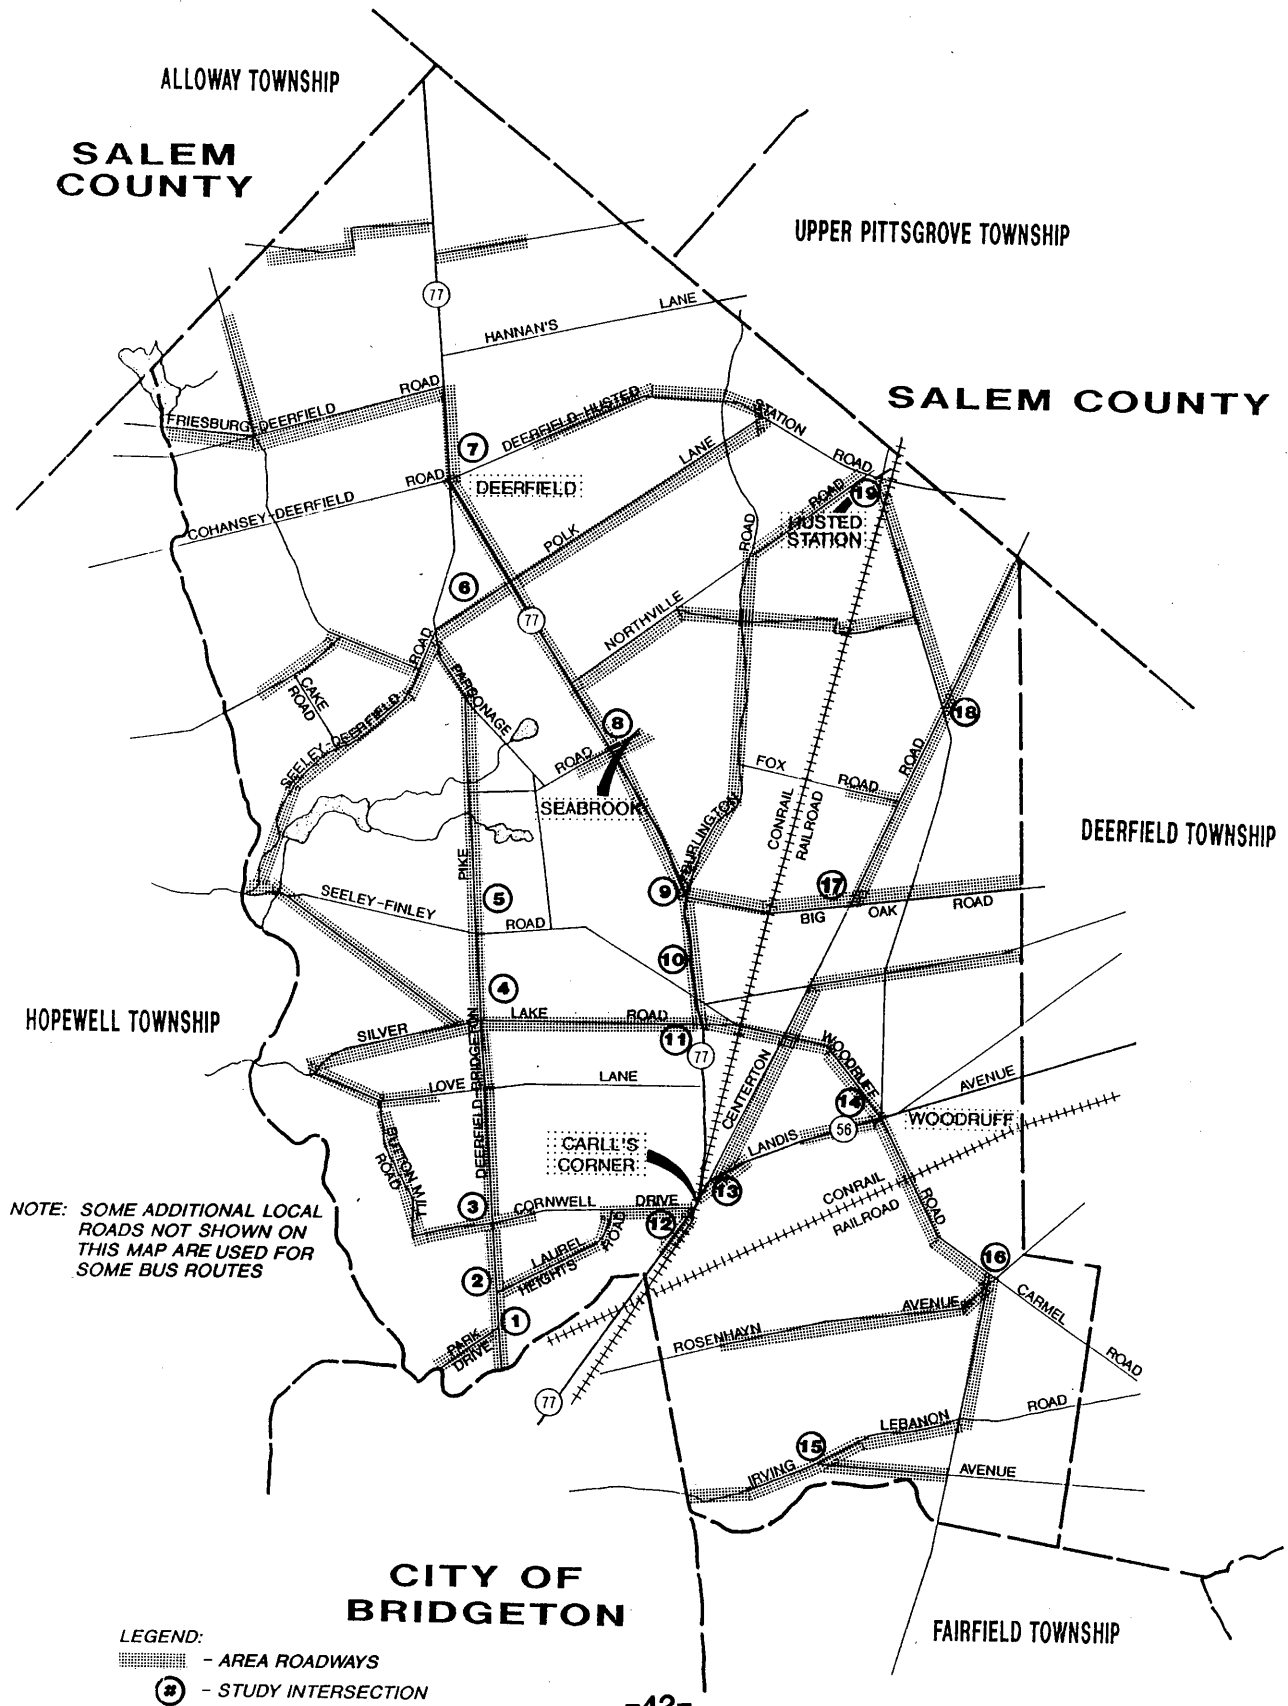 ALLOWAY TOWNSHIP
SALEM
COUNTY
UPPER PITTSGROVE TOWNSHIP
77
HANNAN'S LANE
SALEM COUNTY
FRIESBURG-DEERFIELD ROAD
7
DEERFIELD-HUSTED STATION ROAD
DEERFIELD
COHANSEY-DEERFIELD ROAD
POLK LANE
ROAD
19
HUSTED
STATION
6
77
NORTHVILLE ROAD
CAKE
ROAD
SEELEY-DEERFIELD ROAD
PARSONAGE ROAD
8
18
SEABROOK
FOX ROAD
CONRAIL
RAILROAD
ROAD
BURLINGTON
DEERFIELD TOWNSHIP
PIKE
5
9
17
SEELEY-FINLEY ROAD
BIG OAK ROAD
10
4
HOPEWELL TOWNSHIP
SILVER LAKE ROAD
11
77
WOODRUFF
DEERFIELD-BRIDGETON
LOVE LANE
CENTERTON
AVENUE
14
56
LANDIS
WOODRUFF
CARLL'S
CORNER
BUTTON MILL
ROAD
13
CONRAIL
RAILROAD
ROAD
3
CORNWELL DRIVE
12
NOTE: SOME ADDITIONAL LOCAL
ROADS NOT SHOWN ON
THIS MAP ARE USED FOR
SOME BUS ROUTES
LAUREL
HEIGHTS
ROAD
2
16
1
PARK
DRIVE
ROSENHAYN AVENUE
CARMEL ROAD
77
LEBANON ROAD
15
IRVING AVENUE
CITY OF
BRIDGETON
FAIRFIELD TOWNSHIP
LEGEND:
- AREA ROADWAYS
# - STUDY INTERSECTION
-42-